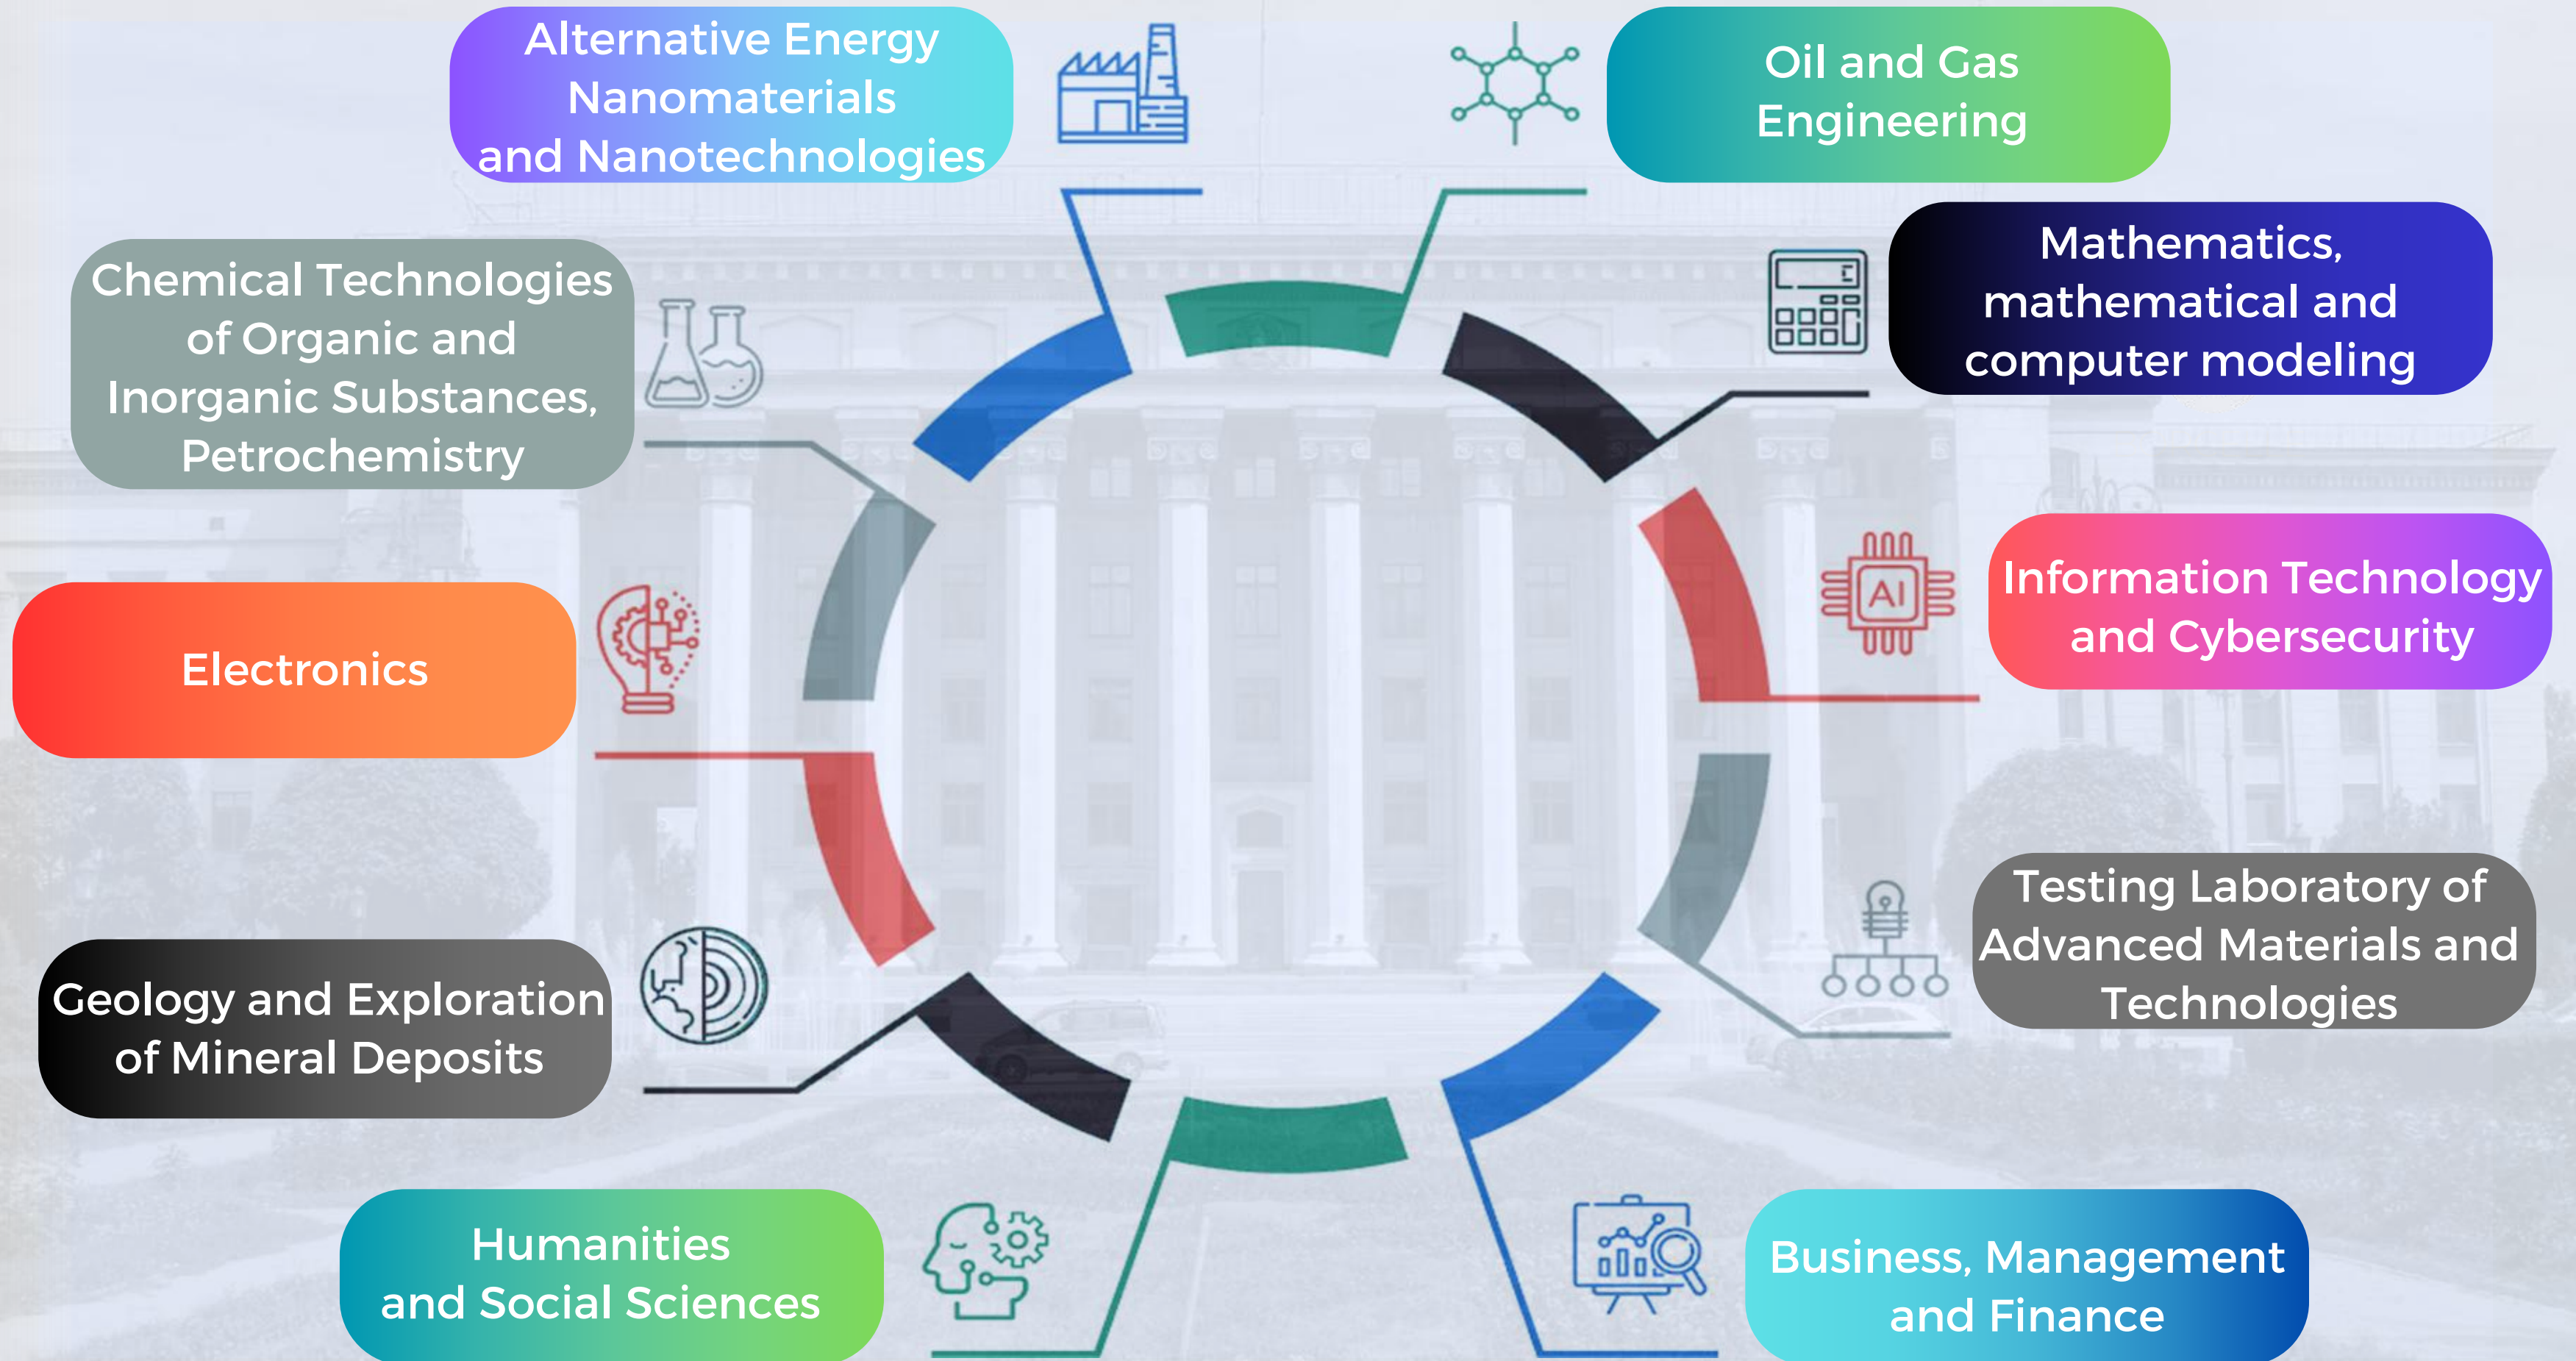 Alternative Energy
Nanomaterials
and Nanotechnologies
Oil and Gas
Engineering
Mathematics,
mathematical and
computer modeling
Chemical Technologies
of Organic and
Inorganic Substances,
Petrochemistry
Information Technology
and Cybersecurity
AI
Electronics
Testing Laboratory of
Advanced Materials and
Technologies
Geology and Exploration
of Mineral Deposits
Humanities
and Social Sciences
Business, Management
and Finance